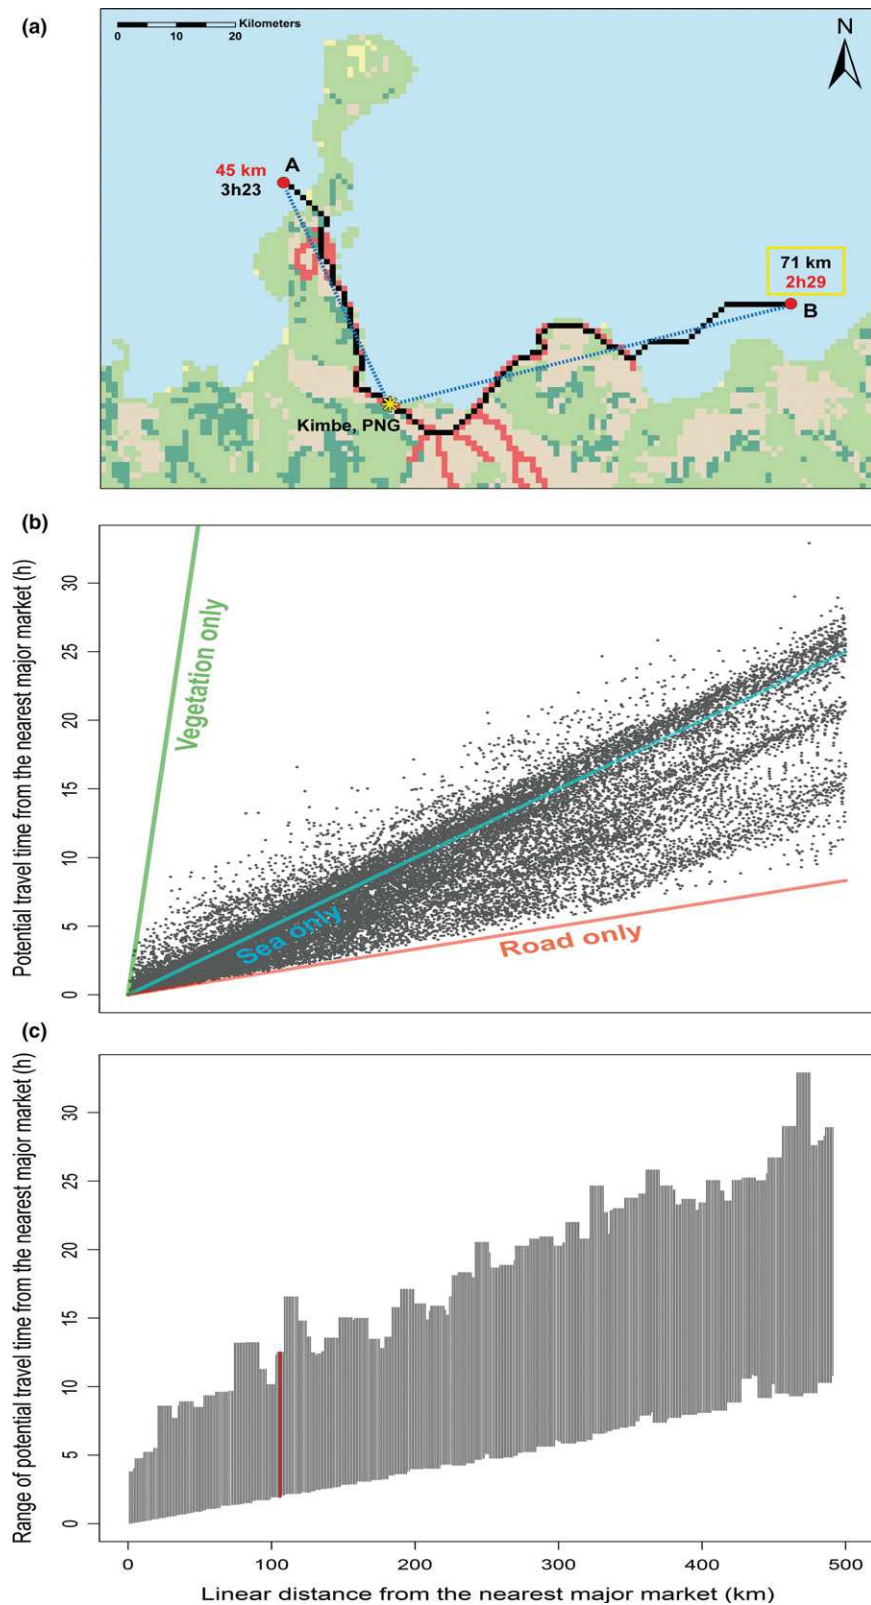 (a)
Kilometers
0 10 20
N
A
45 km
3h23
71 km
2h29
B
Kimbe, PNG
(b)
Potential travel time from the nearest major market (h)
30
25
20
15
10
5
0
Vegetation only
Sea only
Road only
(c)
Range of potential travel time from the nearest major market (h)
30
25
20
15
10
5
0
0 100 200 300 400 500
Linear distance from the nearest major market (km)